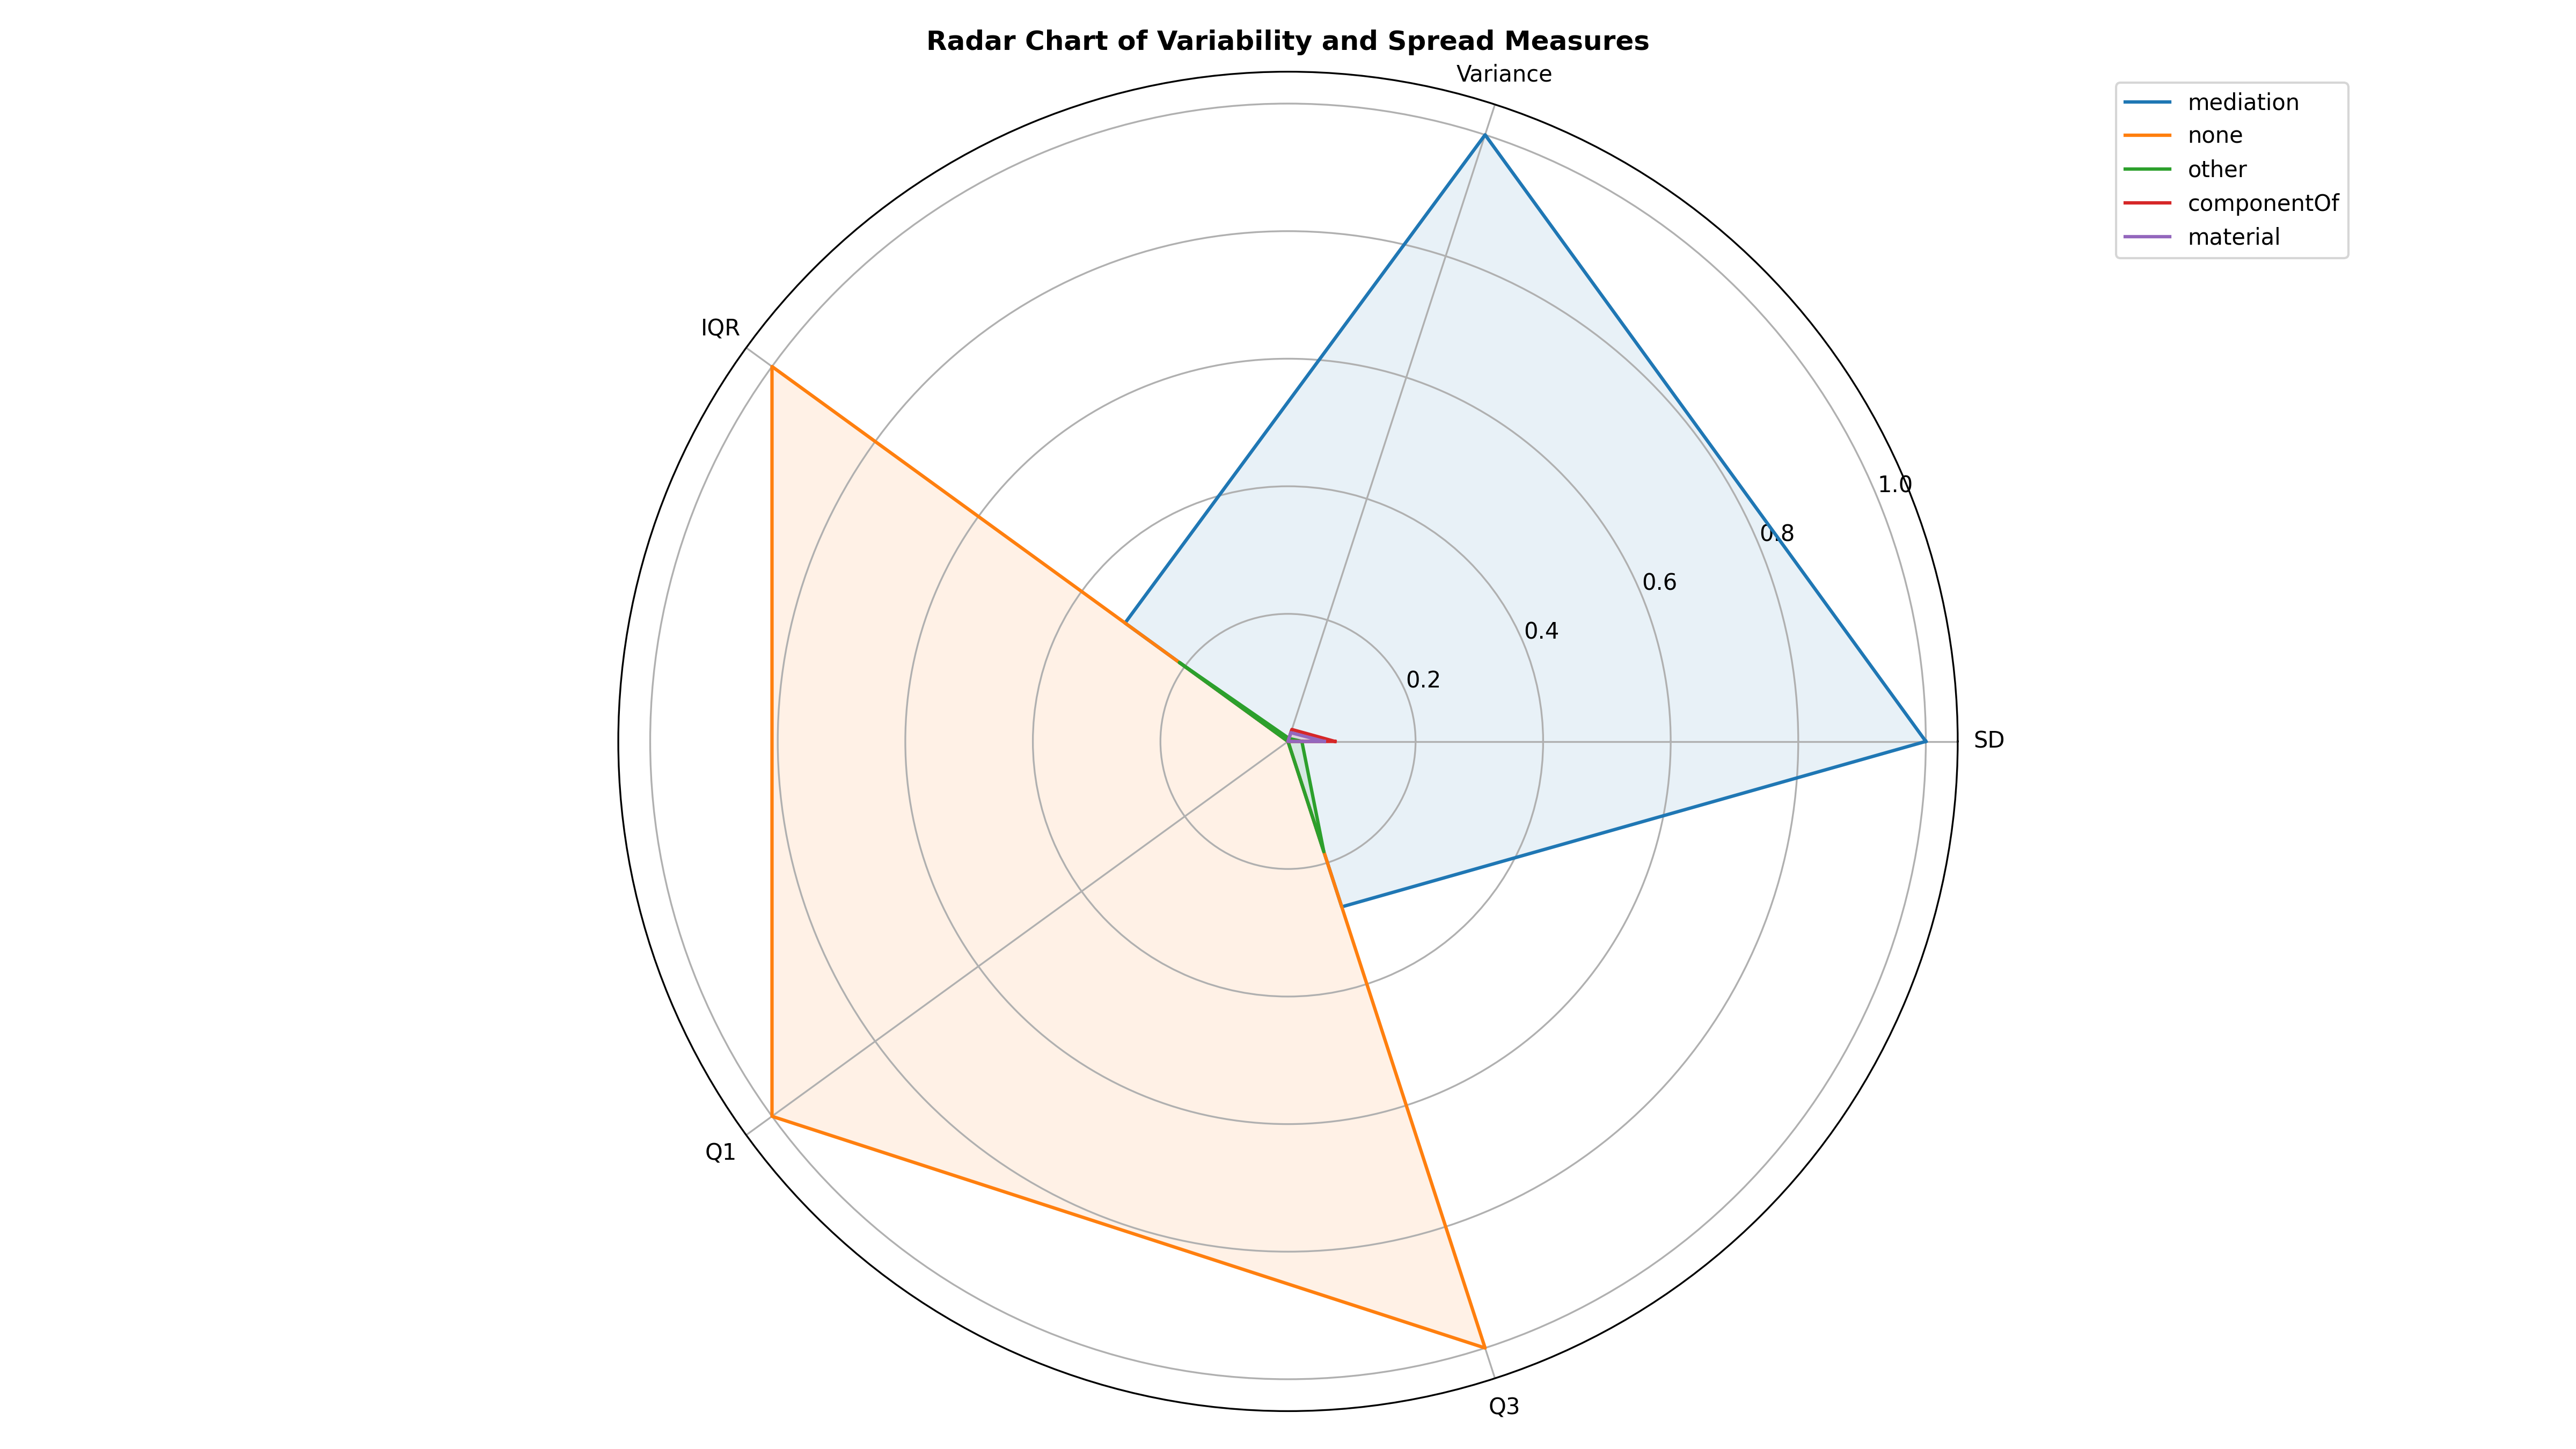 Radar Chart of Variability and Spread Measures
Variance
mediation
none
other
componentOf
material
IQR
1.0
0.8
0.6
0.4
0.2
SD
Q1
Q3